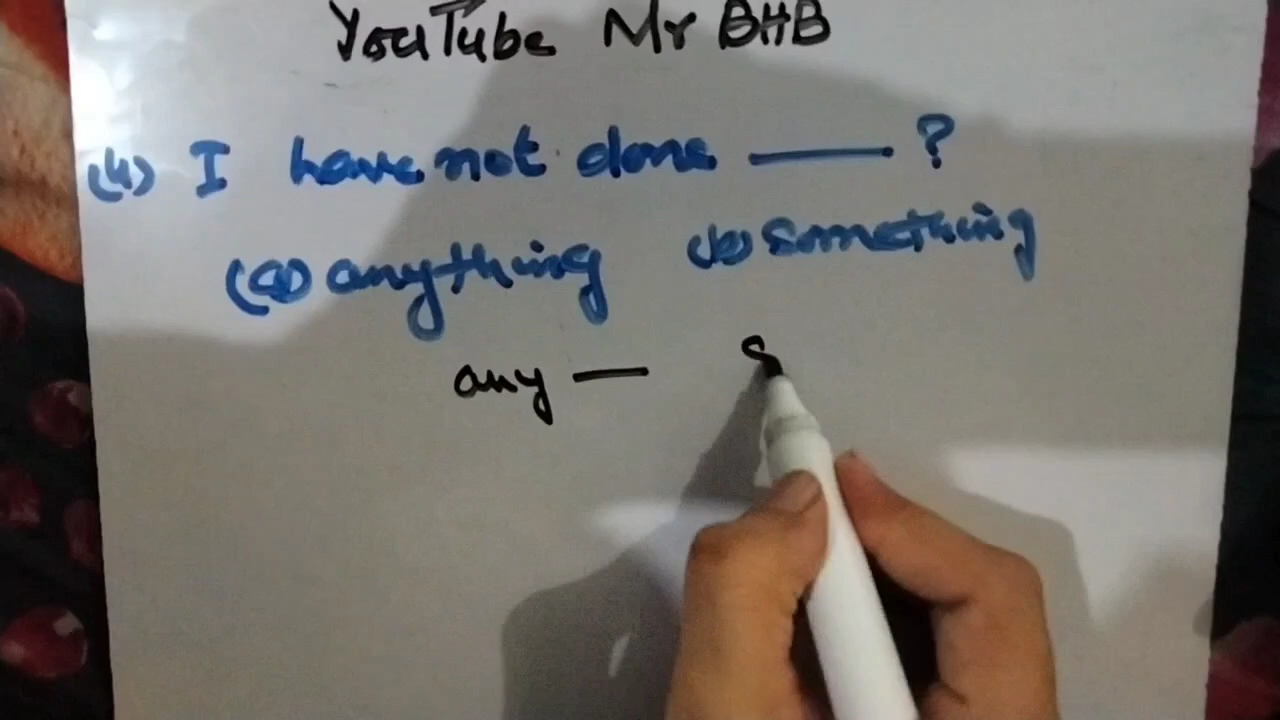 YouTube Mr BHB
(4) I have not done — ?
(a) anything (b) something
any — s